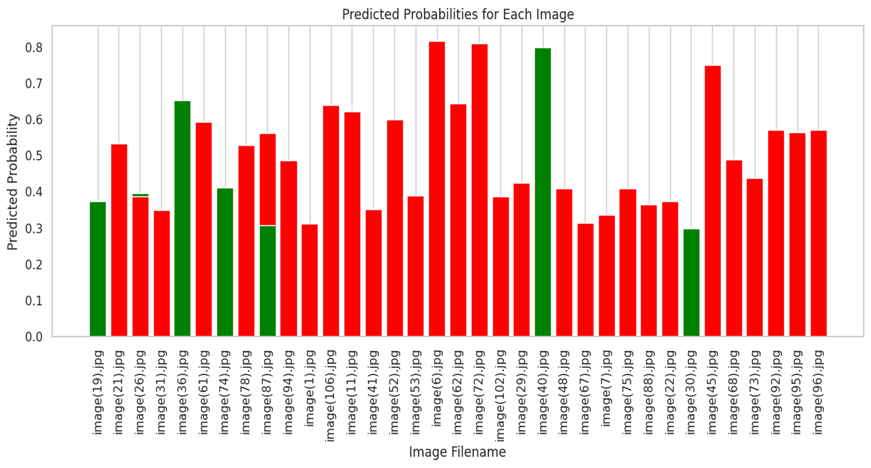 Predicted Probabilities for Each Image
Predicted Probability
0.8
0.7
0.6
0.5
0.4
0.3
0.2
0.1
0.0
image(19).jpg
image(21).jpg
image(26).jpg
image(31).jpg
image(36).jpg
image(61).jpg
image(74).jpg
image(78).jpg
image(87).jpg
image(94).jpg
image(1).jpg
image(106).jpg
image(11).jpg
image(41).jpg
image(52).jpg
image(53).jpg
image(6).jpg
image(62).jpg
image(72).jpg
image(102).jpg
image(29).jpg
image(40).jpg
image(48).jpg
image(67).jpg
image(7).jpg
image(75).jpg
image(88).jpg
image(22).jpg
image(30).jpg
image(45).jpg
image(68).jpg
image(73).jpg
image(92).jpg
image(95).jpg
image(96).jpg
Image Filename